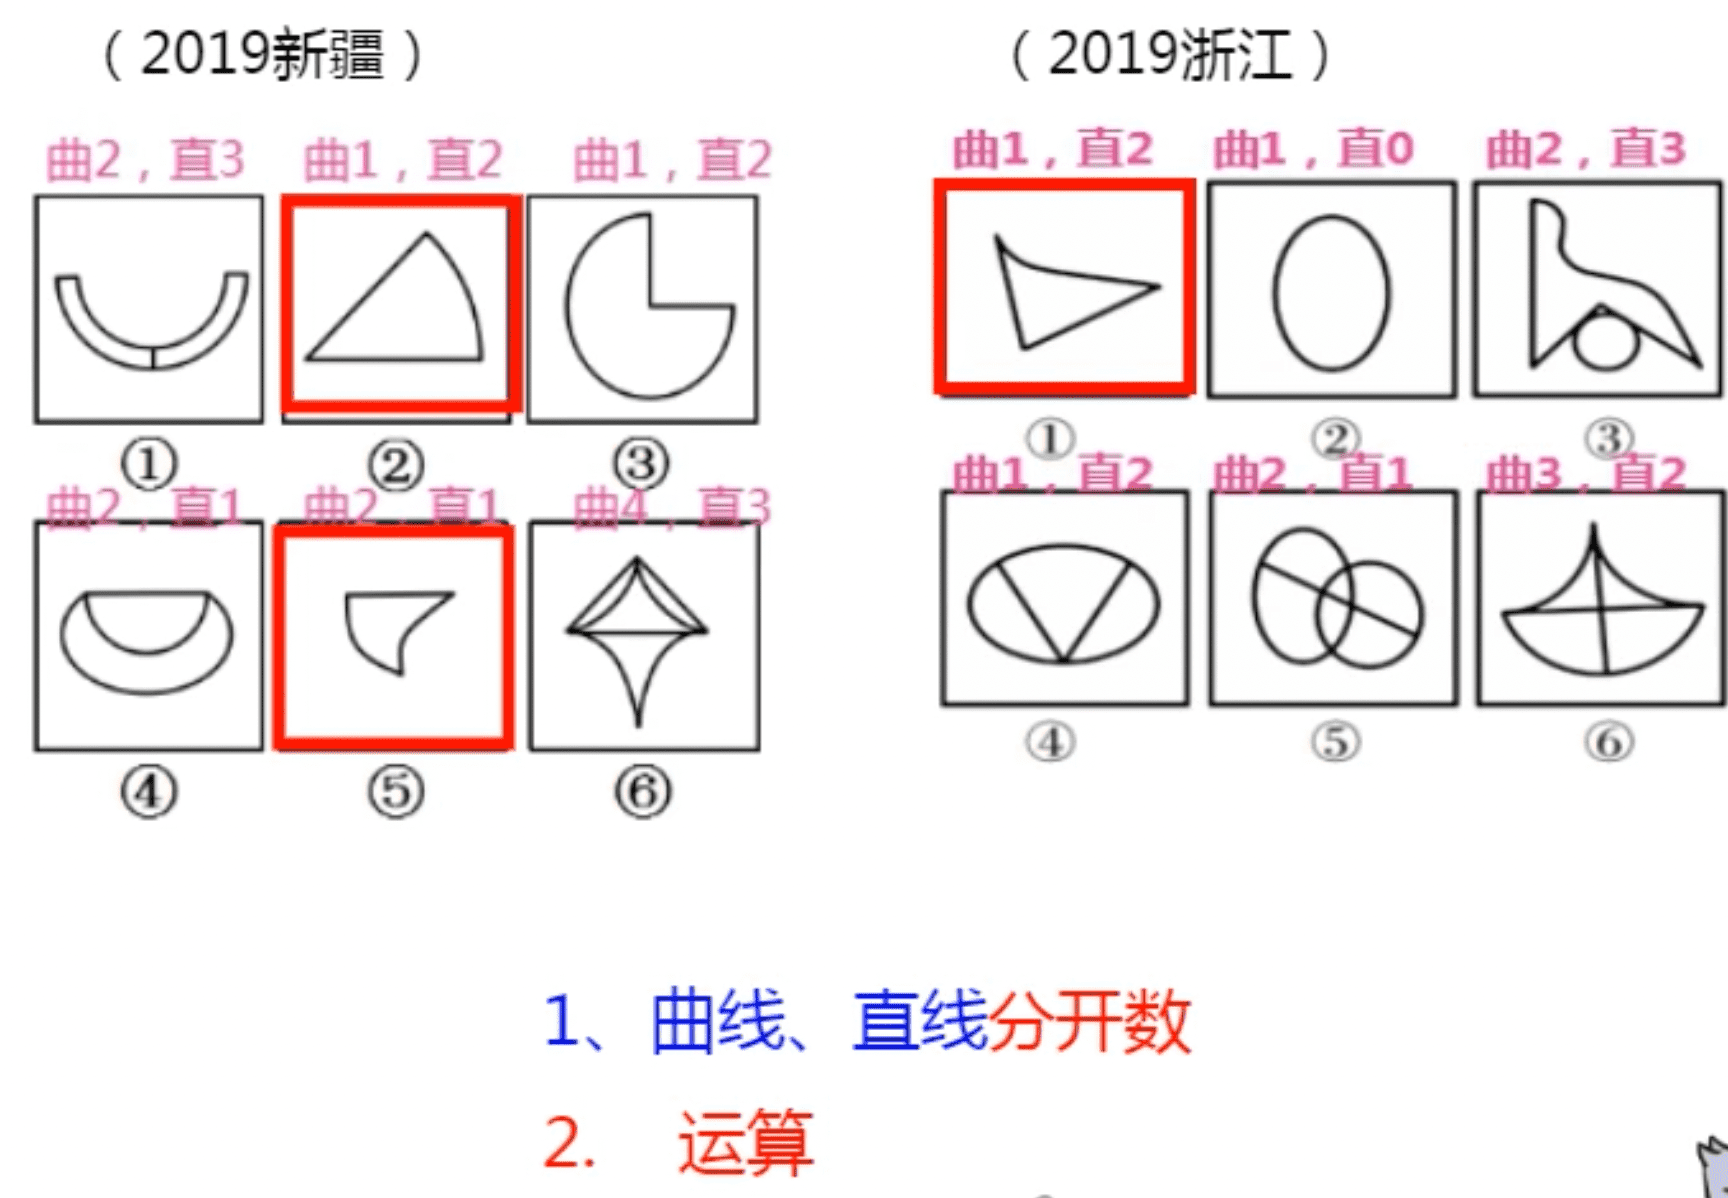 （2019新疆）
（2019浙江）
曲2，直3 曲1，直2 曲1，直2
曲1，直2 曲1，直0 曲2，直3
① ② ③
① ② ③
曲2，直1 曲2，直1 曲4，直3
曲1，直2 曲2，直1 曲3，直2
④ ⑤ ⑥
④ ⑤ ⑥
1、曲线、直线分开数
2. 运算